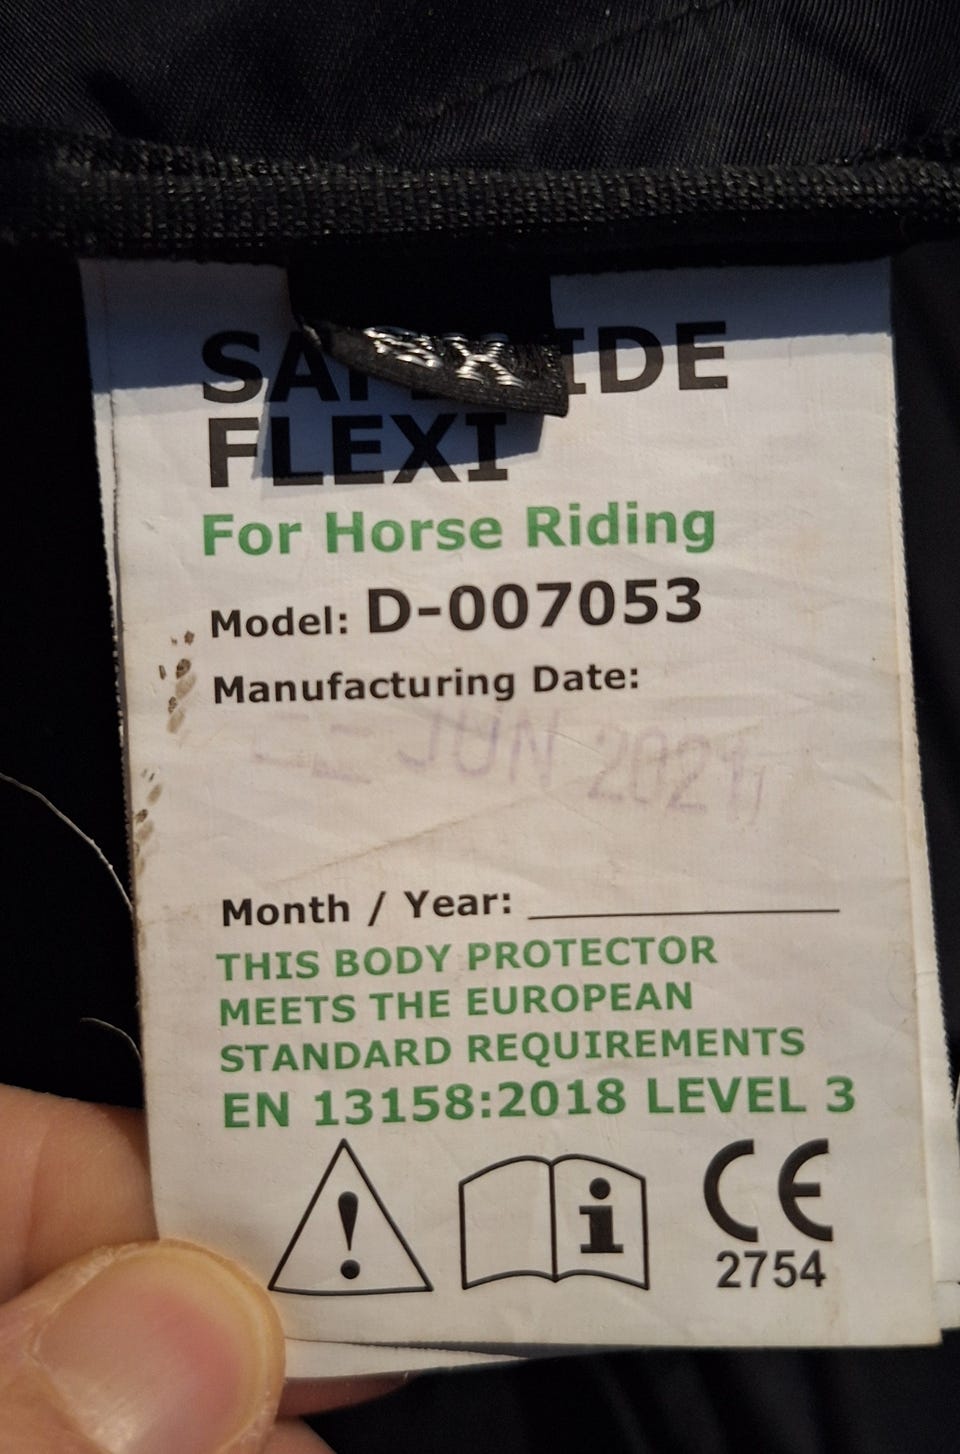 FLEXI
For Horse Riding
Model: D-007053
Manufacturing Date:
JUN 2021
Month / Year:
THIS BODY PROTECTOR
MEETS THE EUROPEAN
STANDARD REQUIREMENTS
EN 13158:2018 LEVEL 3
CE
2754